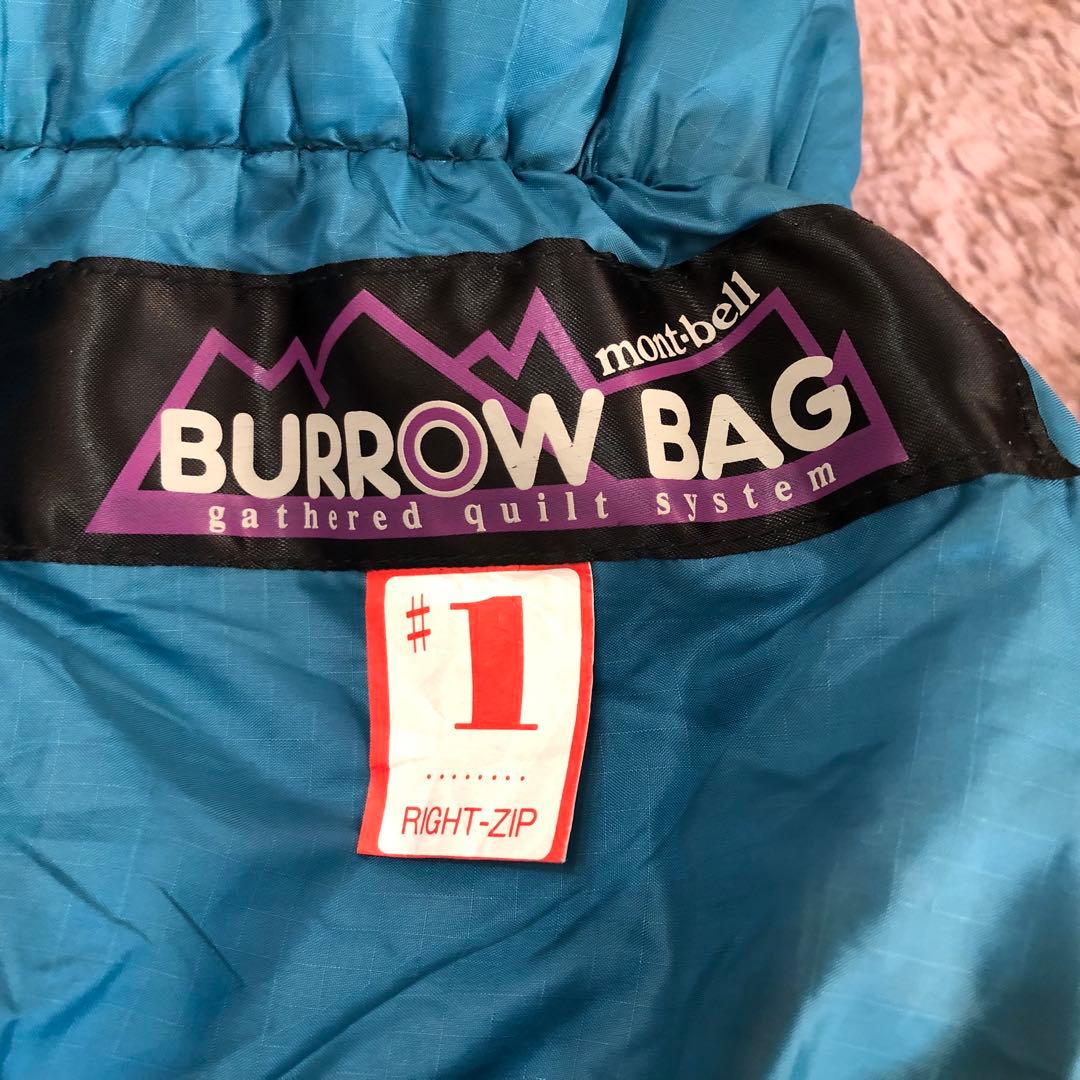 mont·bell
BURROW BAG
gathered quilt system
#1
........
RIGHT-ZIP